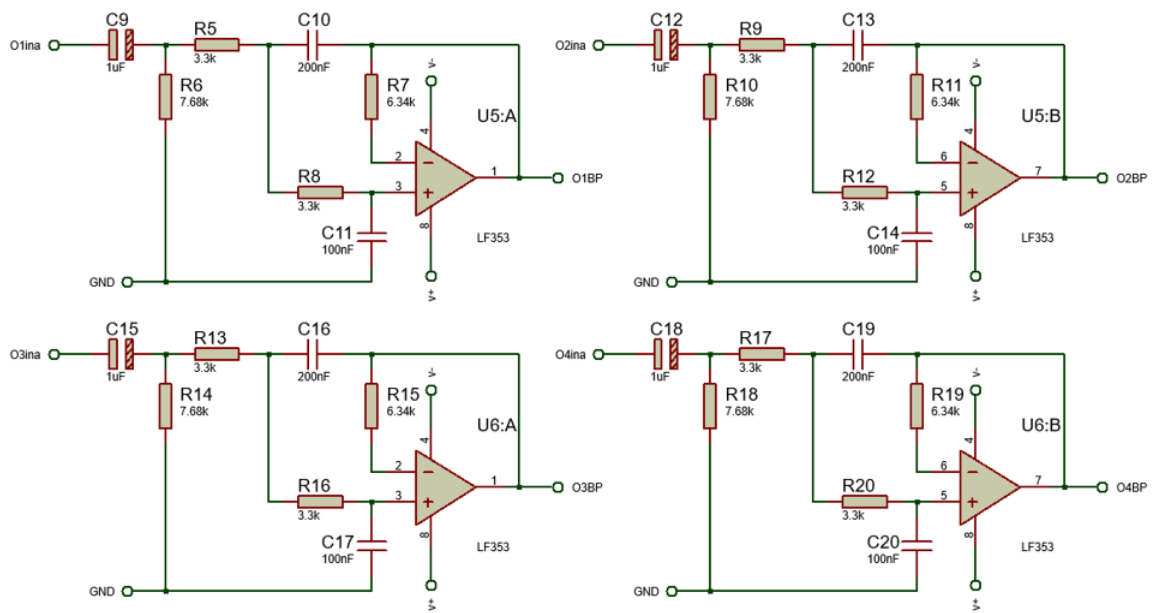 C9
1uF
O1ina
R5
3.3k
C10
200nF
R6
7.68k
R7
6.34k
v-
4
U5:A
2
R8
3.3k
3
1
O1BP
C11
100nF
8
LF353
GND
v+
C12
1uF
O2ina
R9
3.3k
C13
200nF
R10
7.68k
R11
6.34k
v-
4
U5:B
6
R12
3.3k
5
7
O2BP
C14
100nF
8
LF353
GND
v+
C15
1uF
O3ina
R13
3.3k
C16
200nF
R14
7.68k
R15
6.34k
v-
4
U6:A
2
R16
3.3k
3
1
O3BP
C17
100nF
8
LF353
GND
v+
C18
1uF
O4ina
R17
3.3k
C19
200nF
R18
7.68k
R19
6.34k
v-
4
U6:B
6
R20
3.3k
5
7
O4BP
C20
100nF
8
LF353
GND
v+